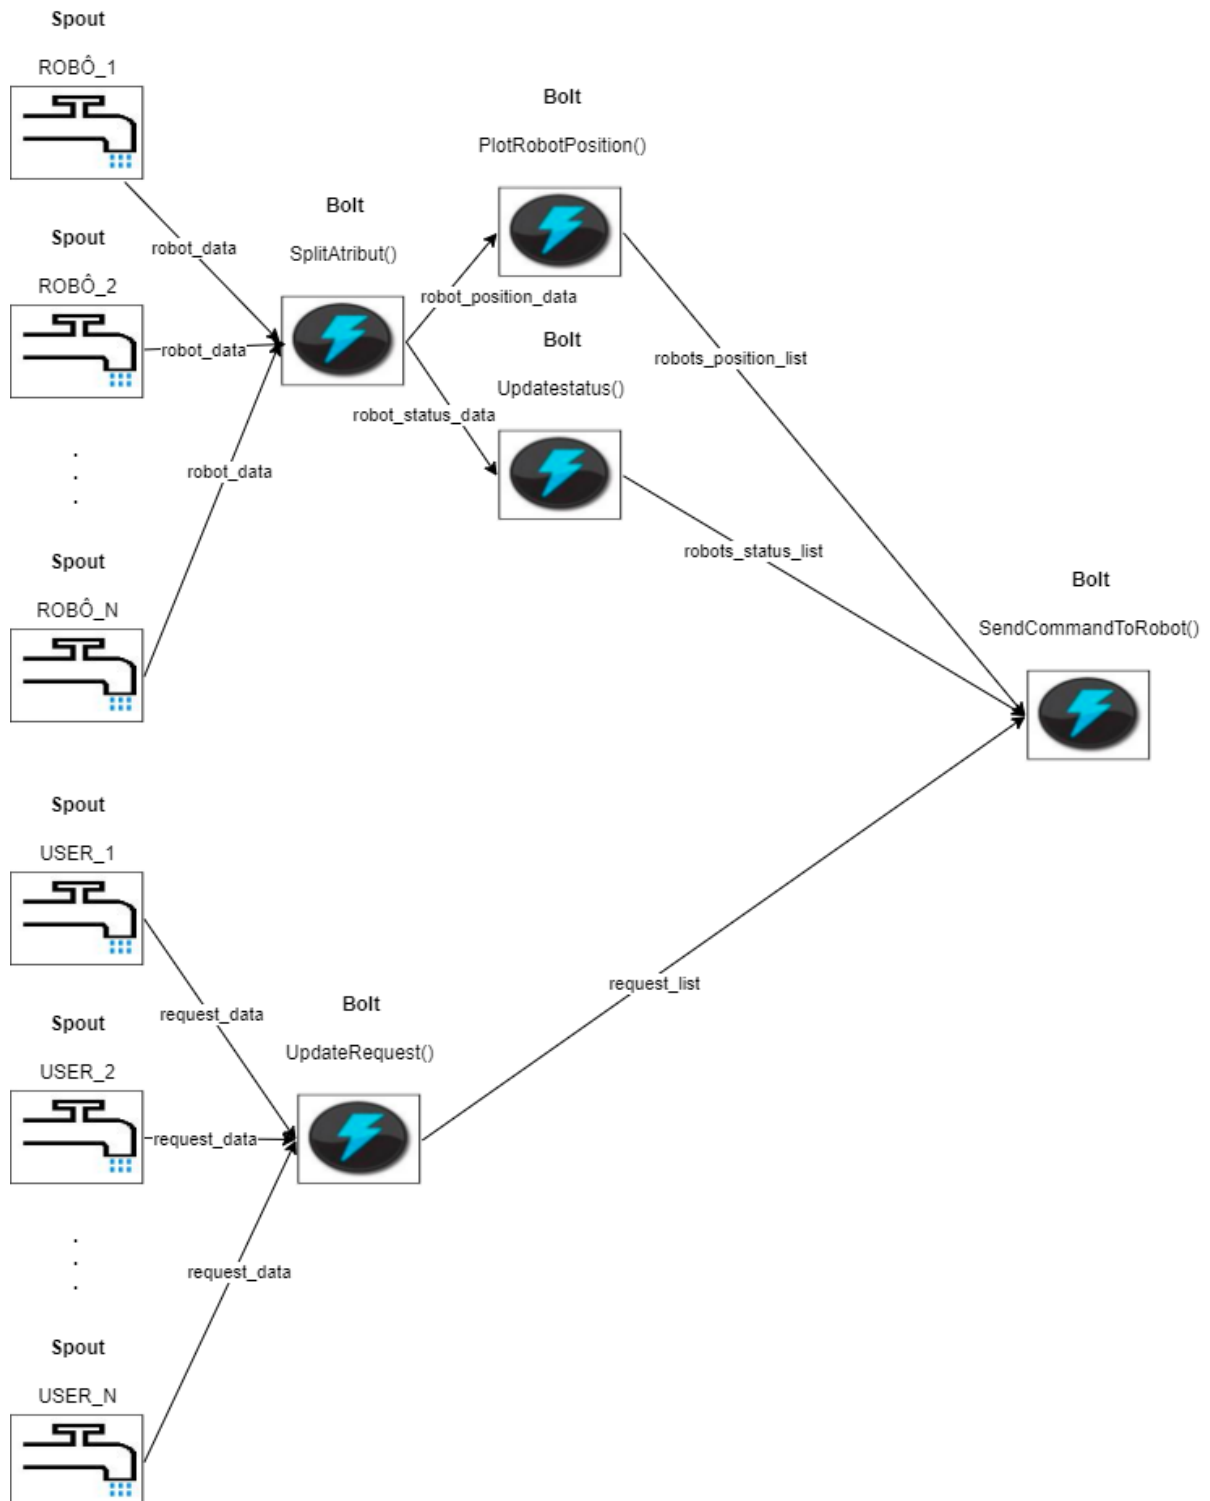 Spout
ROBÔ_1
Bolt
PlotRobotPosition()
Bolt
SplitAtribut()
robot_data
Spout
ROBÔ_2
robot_data
robot_position_data
Bolt
Updatestatus()
robot_status_data
robots_position_list
.
.
.
robot_data
robots_status_list
Spout
ROBÔ_N
Bolt
SendCommandToRobot()
Spout
USER_1
request_data
request_list
Bolt
UpdateRequest()
Spout
USER_2
request_data
.
.
.
request_data
Spout
USER_N